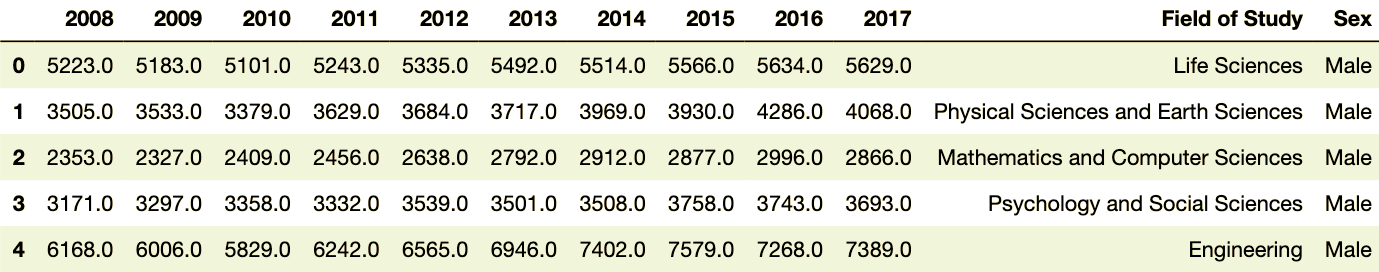 2008 2009 2010 2011 2012 2013 2014 2015 2016 2017 Field of Study Sex
0 5223.0 5183.0 5101.0 5243.0 5335.0 5492.0 5514.0 5566.0 5634.0 5629.0 Life Sciences Male
1 3505.0 3533.0 3379.0 3629.0 3684.0 3717.0 3969.0 3930.0 4286.0 4068.0 Physical Sciences and Earth Sciences Male
2 2353.0 2327.0 2409.0 2456.0 2638.0 2792.0 2912.0 2877.0 2996.0 2866.0 Mathematics and Computer Sciences Male
3 3171.0 3297.0 3358.0 3332.0 3539.0 3501.0 3508.0 3758.0 3743.0 3693.0 Psychology and Social Sciences Male
4 6168.0 6006.0 5829.0 6242.0 6565.0 6946.0 7402.0 7579.0 7268.0 7389.0 Engineering Male